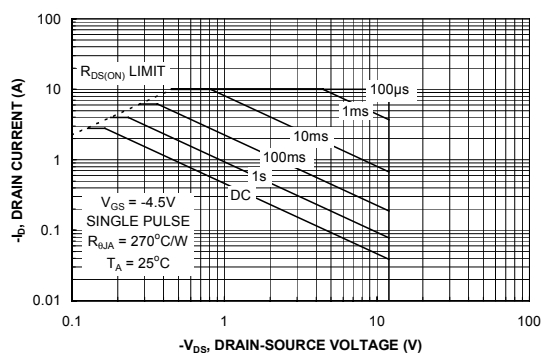 100
10
1
0.1
0.01
-I_D, DRAIN CURRENT (A)
R_DS(ON) LIMIT
100µs
1ms
10ms
100ms
1s
DC
V_GS = -4.5V
SINGLE PULSE
R_θJA = 270°C/W
T_A = 25°C
0.1
1
10
100
-V_DS, DRAIN-SOURCE VOLTAGE (V)